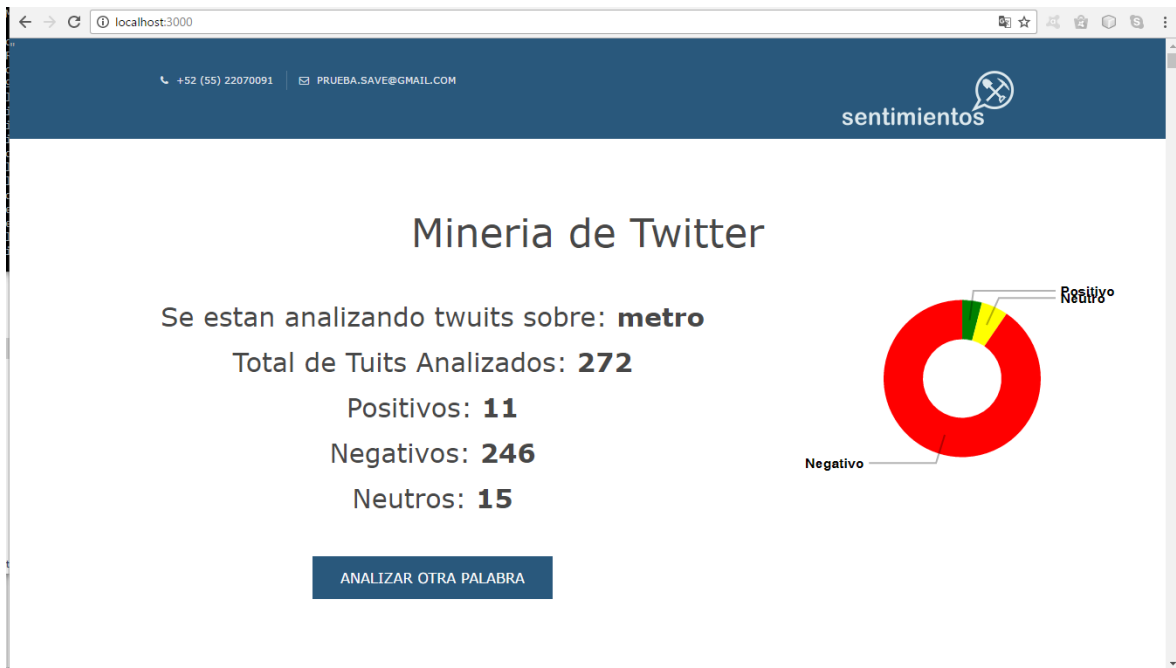 localhost:3000
+52 (55) 22070091 PRUEBA.SAVE@GMAIL.COM
sentimientos
Mineria de Twitter
Se estan analizando twuits sobre: metro
Total de Tuits Analizados: 272
Positivos: 11
Negativos: 246
Neutros: 15
ANALIZAR OTRA PALABRA
Positivo
Neutro
Negativo